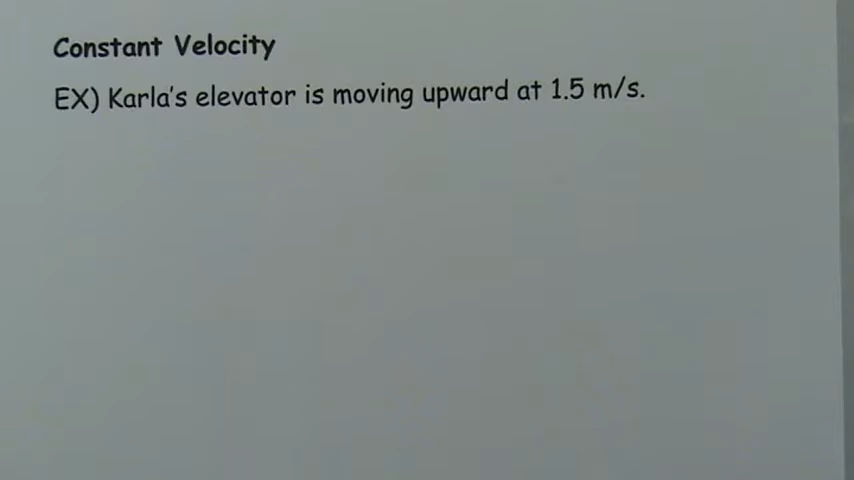 Constant Velocity
EX) Karla's elevator is moving upward at 1.5 m/s.